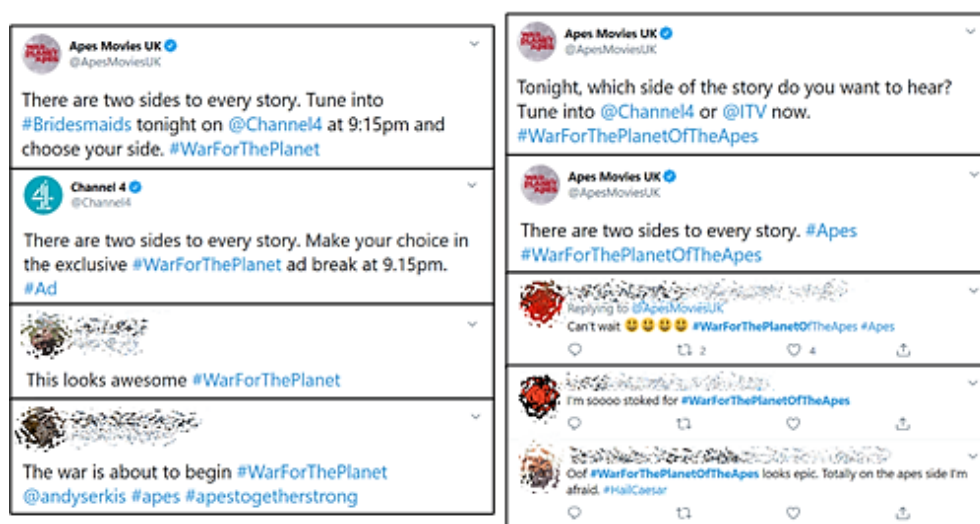 Apes Movies UK
@ApesMoviesUK
There are two sides to every story. Tune into
#Bridesmaids tonight on @Channel4 at 9:15pm and
choose your side. #WarForThePlanet
Channel 4
@Channel4
There are two sides to every story. Make your choice in
the exclusive #WarForThePlanet ad break at 9.15pm.
#Ad
This looks awesome #WarForThePlanet
The war is about to begin #WarForThePlanet
@andyserkis #apes #apestogetherstrong
Apes Movies UK
@ApesMoviesUK
Tonight, which side of the story do you want to hear?
Tune into @Channel4 or @ITV now.
#WarForThePlanetOfTheApes
Apes Movies UK
@ApesMoviesUK
There are two sides to every story. #Apes
#WarForThePlanetOfTheApes
Replying to @ApesMoviesUK
Can't wait 😃😃😃😃 #WarForThePlanetOfTheApes #Apes
2 4
I'm soooo stoked for #WarForThePlanetOfTheApes
Oof #WarForThePlanetOfTheApes looks epic. Totally on the apes side I'm
afraid. #HailCaesar